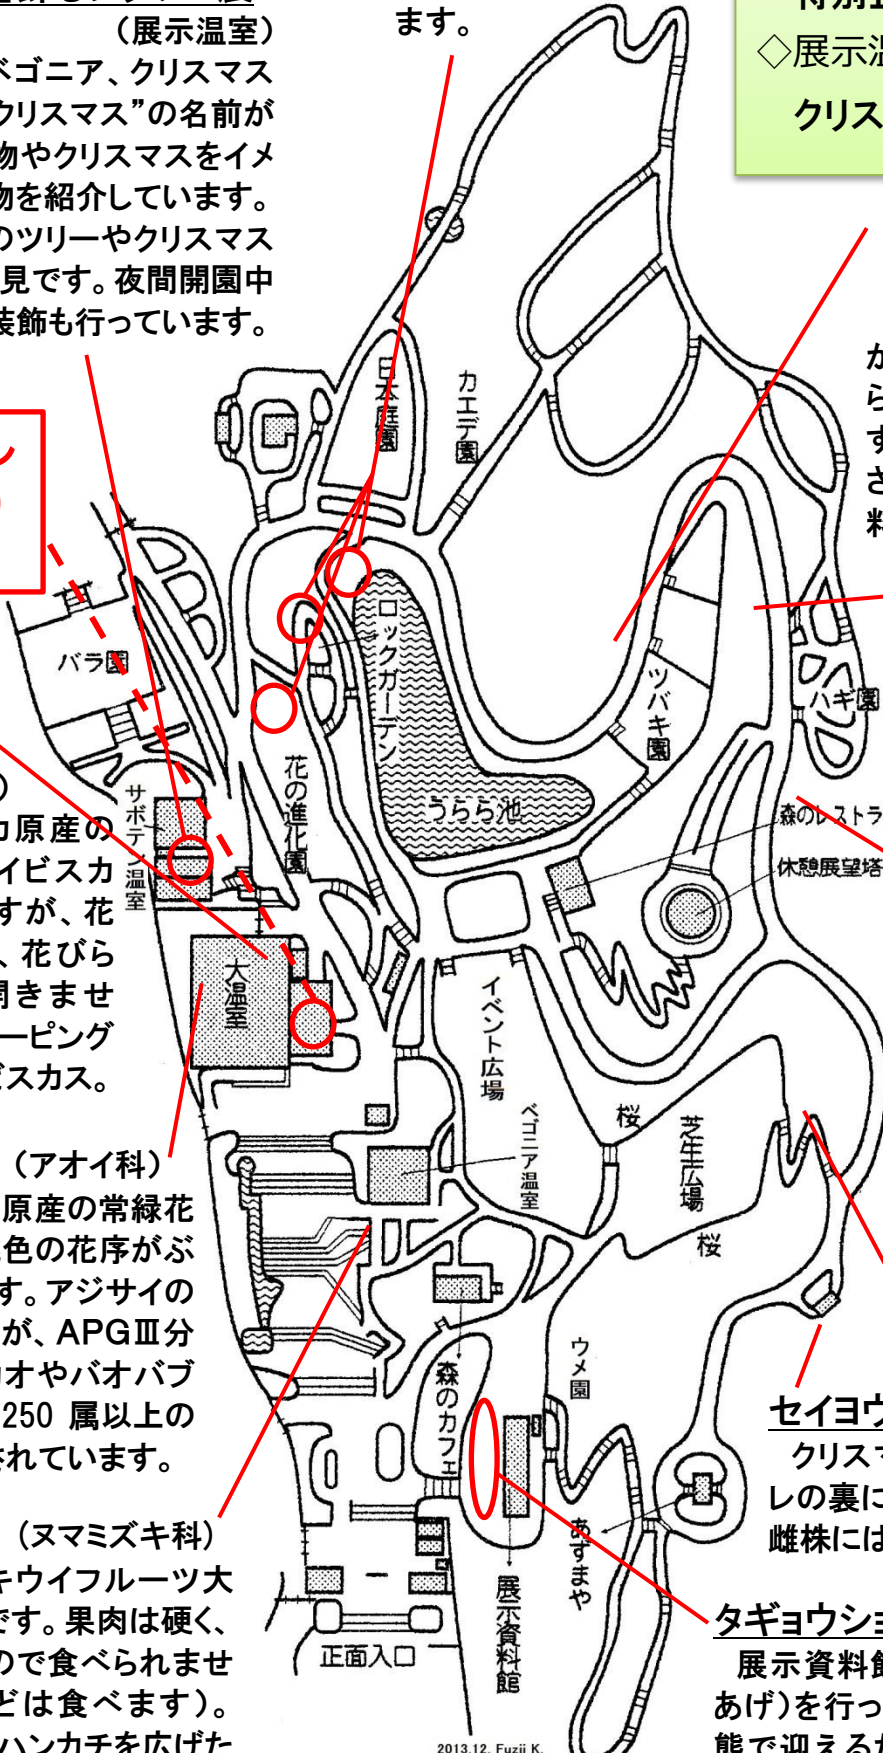 （展示温室）
ベゴニア、クリスマス
クリスマス”の名前が
物やクリスマスをイメ
物を紹介しています。
のツリーやクリスマス
見です。夜間開園中
装飾も行っています。
ます。
◇展示温
クリス
か
ら
す
さ
料
日本庭園
カエデ園
バラ園
ロックガーデン
ツバキ園
ハギ園
うらら池
花の進化園
サボテン温室
森のレストラ
休憩展望塔
大温室
イベント広場
ベゴニア温室
桜
芝生広場
桜
ウメ園
森のカフェ
あずまや
展示資料館
正面入口
カ原産の
イビスカ
すが、花
、花びら
開きませ
ーピング
ビスカス。
（アオイ科）
原産の常緑花
色の花序がぶ
す。アジサイの
が、APGⅢ分
カオやバオバブ
250 属以上の
されています。
（ヌマミズキ科）
キウイフルーツ大
です。果肉は硬く、
ので食べられませ
どは食べます）。
ハンカチを広げた
セイヨウ
クリスマ
レの裏に
雌株には
タギョウショ
展示資料館
あげ）を行っ
態で迎えるか
2013.12. Fuzii K.